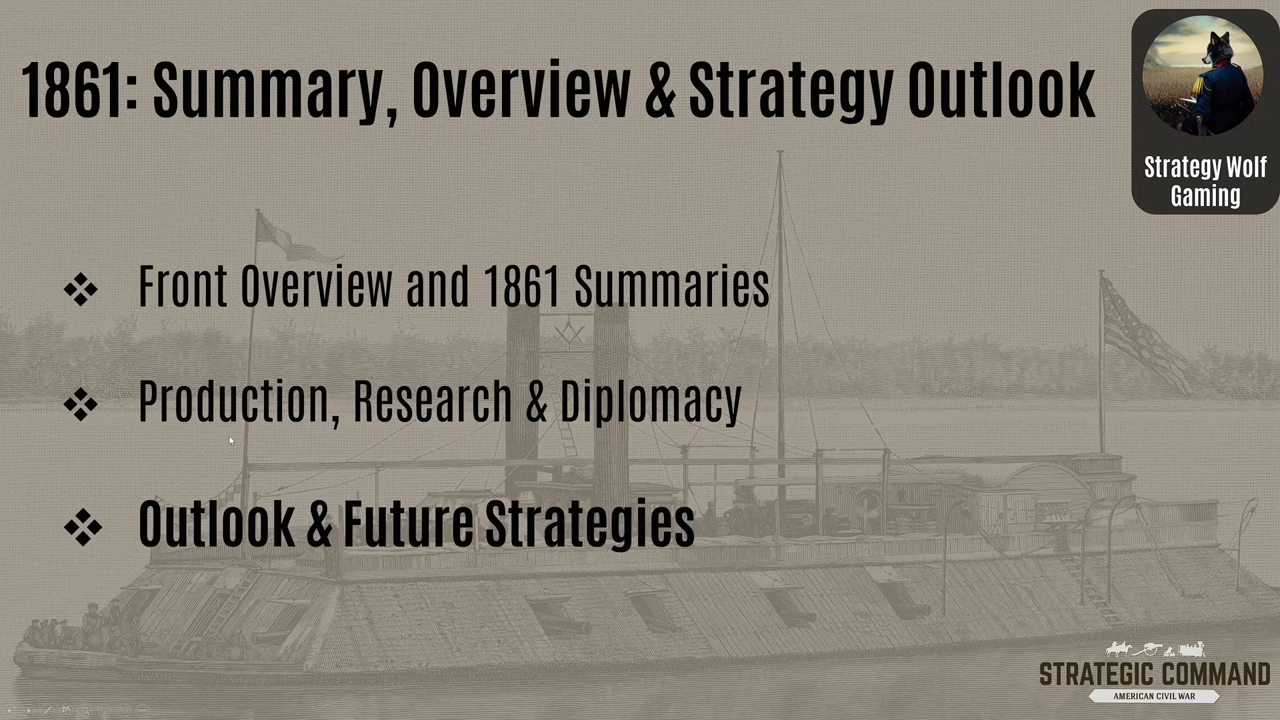 1861: Summary, Overview & Strategy Outlook
Strategy Wolf
Gaming
Front Overview and 1861 Summaries
Production, Research & Diplomacy
Outlook & Future Strategies
STRATEGIC COMMAND
AMERICAN CIVIL WAR